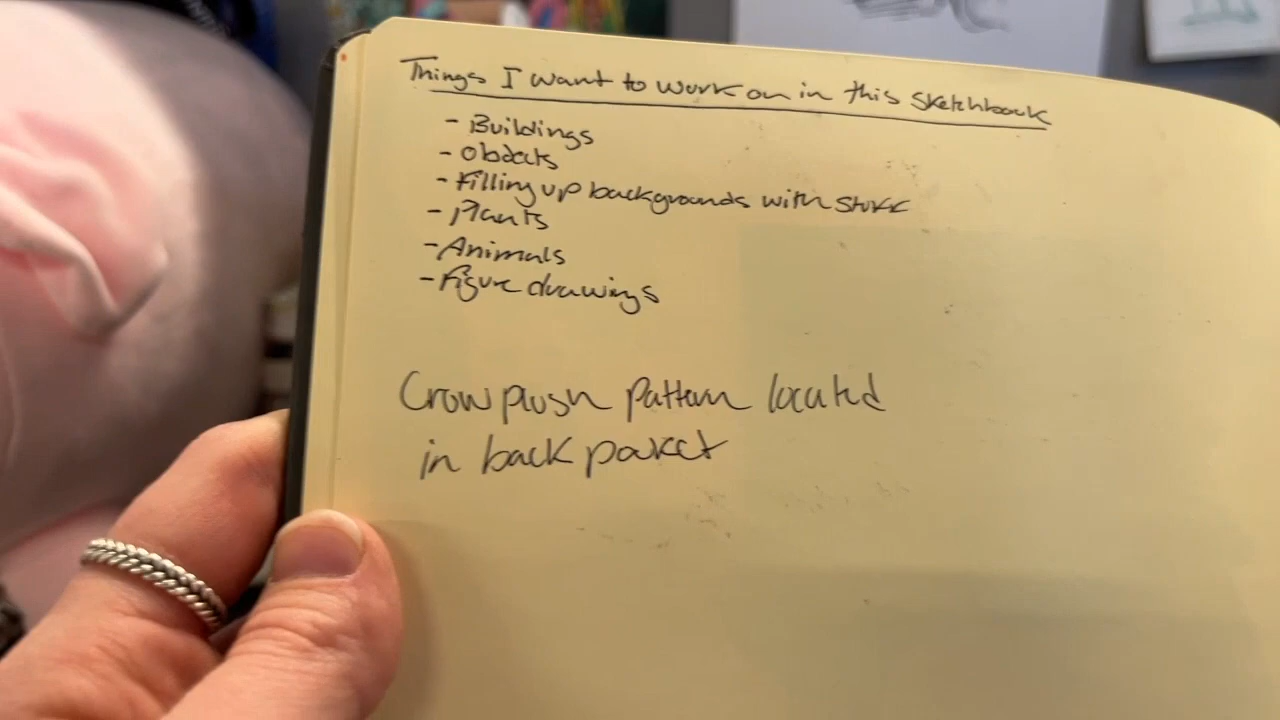 Things I want to work on in this Sketchbook
- Buildings
- Objects
- Filling up backgrounds with stuff
- Plants
- Animals
- Figure drawings
Crow plush pattern located
in back pocket